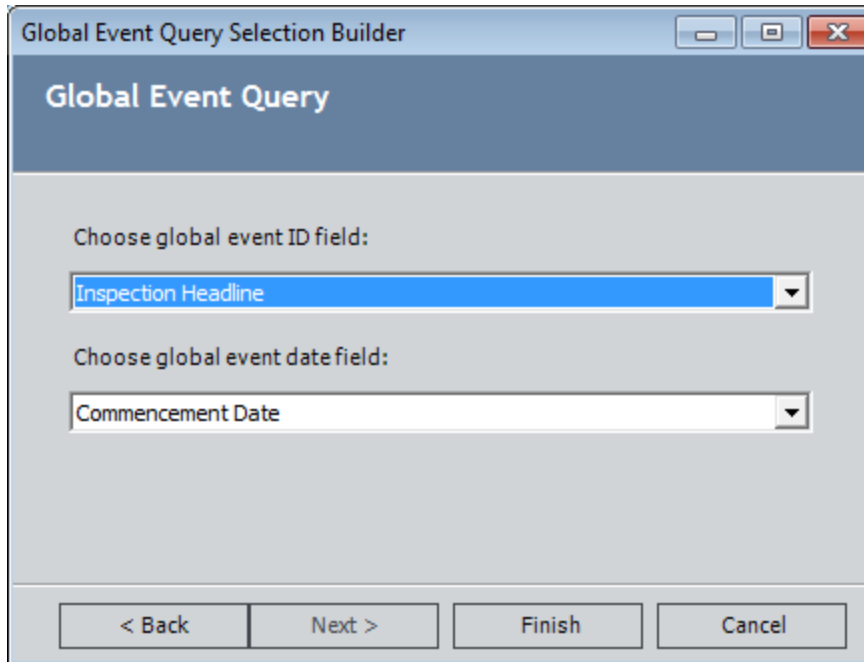 Global Event Query Selection Builder
Global Event Query
Choose global event ID field:
Inspection Headline
Choose global event date field:
Commencement Date
< Back
Next >
Finish
Cancel